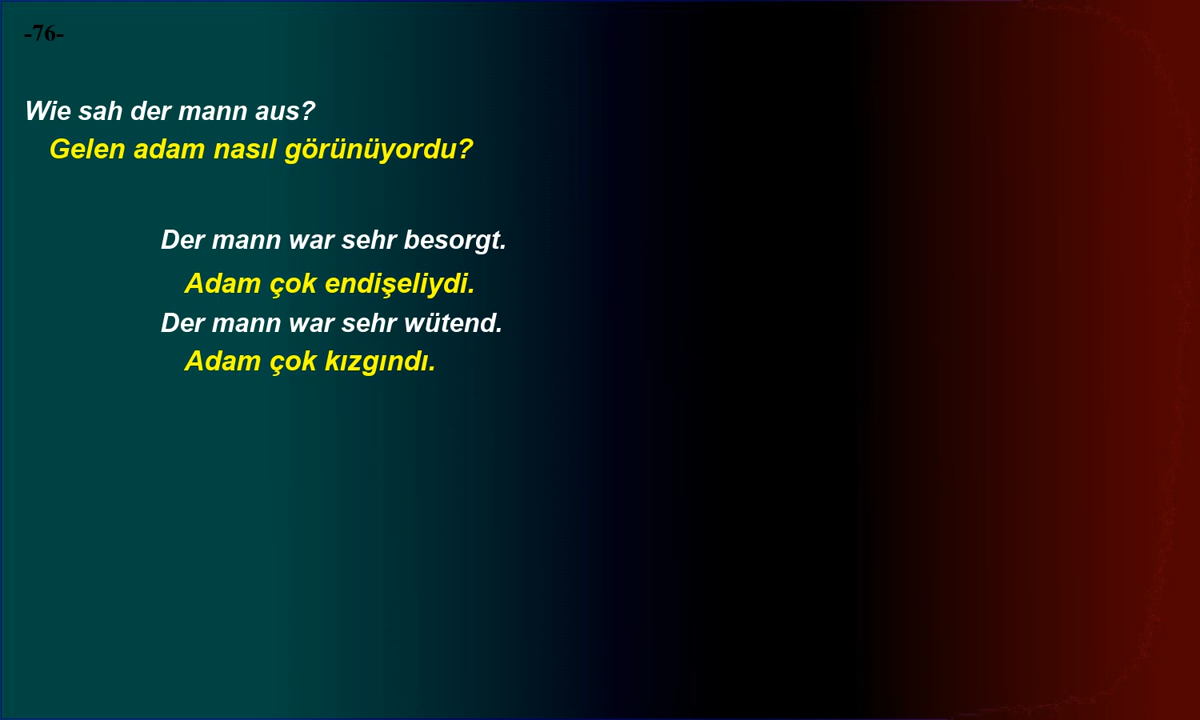 -76-
Wie sah der mann aus?
Gelen adam nasıl görünüyordu?
Der mann war sehr besorgt.
Adam çok endişeliydi.
Der mann war sehr wütend.
Adam çok kızgındı.